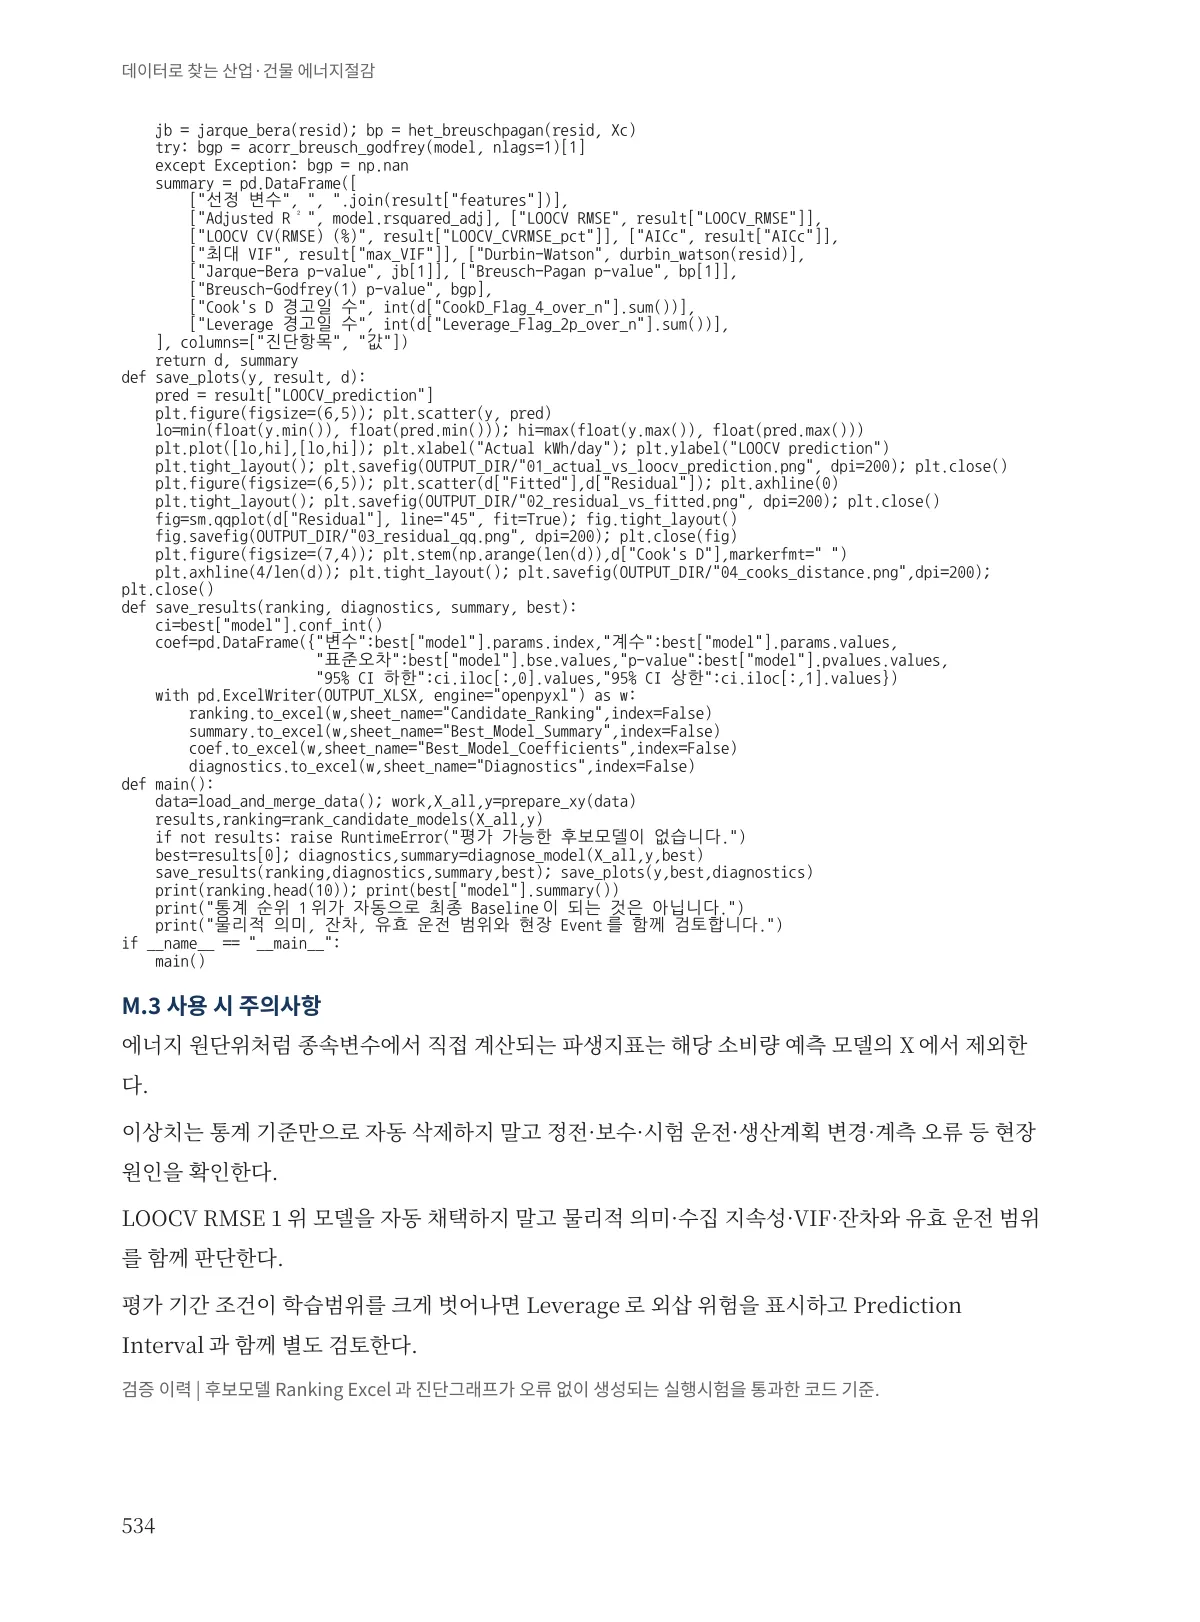 데이터로 찾는 산업·건물 에너지절감
    jb = jarque_bera(resid); bp = het_breuschpagan(resid, Xc)
    try: bgp = acorr_breusch_godfrey(model, nlags=1)[1]
    except Exception: bgp = np.nan
    summary = pd.DataFrame([
        ["선정 변수", ", ".join(result["features"])],
        ["Adjusted R²", model.rsquared_adj], ["LOOCV RMSE", result["LOOCV_RMSE"]],
        ["LOOCV CV(RMSE) (%)", result["LOOCV_CVRMSE_pct"]], ["AICc", result["AICc"]],
        ["최대 VIF", result["max_VIF"]], ["Durbin-Watson", durbin_watson(resid)],
        ["Jarque-Bera p-value", jb[1]], ["Breusch-Pagan p-value", bp[1]],
        ["Breusch-Godfrey(1) p-value", bgp],
        ["Cook's D 경고일 수", int(d["CookD_Flag_4_over_n"].sum())],
        ["Leverage 경고일 수", int(d["Leverage_Flag_2p_over_n"].sum())],
    ], columns=["진단항목", "값"])
    return d, summary
def save_plots(y, result, d):
    pred = result["LOOCV_prediction"]
    plt.figure(figsize=(6,5)); plt.scatter(y, pred)
    lo=min(float(y.min()), float(pred.min())); hi=max(float(y.max()), float(pred.max()))
    plt.plot([lo,hi],[lo,hi]); plt.xlabel("Actual kWh/day"); plt.ylabel("LOOCV prediction")
    plt.tight_layout(); plt.savefig(OUTPUT_DIR/"01_actual_vs_loocv_prediction.png", dpi=200); plt.close()
    plt.figure(figsize=(6,5)); plt.scatter(d["Fitted"],d["Residual"]); plt.axhline(0)
    plt.tight_layout(); plt.savefig(OUTPUT_DIR/"02_residual_vs_fitted.png", dpi=200); plt.close()
    fig=sm.qqplot(d["Residual"], line="45", fit=True); fig.tight_layout()
    fig.savefig(OUTPUT_DIR/"03_residual_qq.png", dpi=200); plt.close(fig)
    plt.figure(figsize=(7,4)); plt.stem(np.arange(len(d)),d["Cook's D"],markerfmt=" ")
    plt.axhline(4/len(d)); plt.tight_layout(); plt.savefig(OUTPUT_DIR/"04_cooks_distance.png",dpi=200);
plt.close()
def save_results(ranking, diagnostics, summary, best):
    ci=best["model"].conf_int()
    coef=pd.DataFrame({"변수":best["model"].params.index,"계수":best["model"].params.values,
                       "표준오차":best["model"].bse.values,"p-value":best["model"].pvalues.values,
                       "95% CI 하한":ci.iloc[:,0].values,"95% CI 상한":ci.iloc[:,1].values})
    with pd.ExcelWriter(OUTPUT_XLSX, engine="openpyxl") as w:
        ranking.to_excel(w,sheet_name="Candidate_Ranking",index=False)
        summary.to_excel(w,sheet_name="Best_Model_Summary",index=False)
        coef.to_excel(w,sheet_name="Best_Model_Coefficients",index=False)
        diagnostics.to_excel(w,sheet_name="Diagnostics",index=False)
def main():
    data=load_and_merge_data(); work,X_all,y=prepare_xy(data)
    results,ranking=rank_candidate_models(X_all,y)
    if not results: raise RuntimeError("평가 가능한 후보모델이 없습니다.")
    best=results[0]; diagnostics,summary=diagnose_model(X_all,y,best)
    save_results(ranking,diagnostics,summary,best); save_plots(y,best,diagnostics)
    print(ranking.head(10)); print(best["model"].summary())
    print("통계 순위 1위가 자동으로 최종 Baseline이 되는 것은 아닙니다.")
    print("물리적 의미, 잔차, 유효 운전 범위와 현장 Event를 함께 검토합니다.")
if __name__ == "__main__":
    main()
M.3 사용 시 주의사항
에너지 원단위처럼 종속변수에서 직접 계산되는 파생지표는 해당 소비량 예측 모델의 X에서 제외한
다.
이상치는 통계 기준만으로 자동 삭제하지 말고 정전·보수·시험 운전·생산계획 변경·계측 오류 등 현장
원인을 확인한다.
LOOCV RMSE 1위 모델을 자동 채택하지 말고 물리적 의미·수집 지속성·VIF·잔차와 유효 운전 범위
를 함께 판단한다.
평가 기간 조건이 학습범위를 크게 벗어나면 Leverage로 외삽 위험을 표시하고 Prediction
Interval과 함께 별도 검토한다.
검증 이력 | 후보모델 Ranking Excel과 진단그래프가 오류 없이 생성되는 실행시험을 통과한 코드 기준.
534